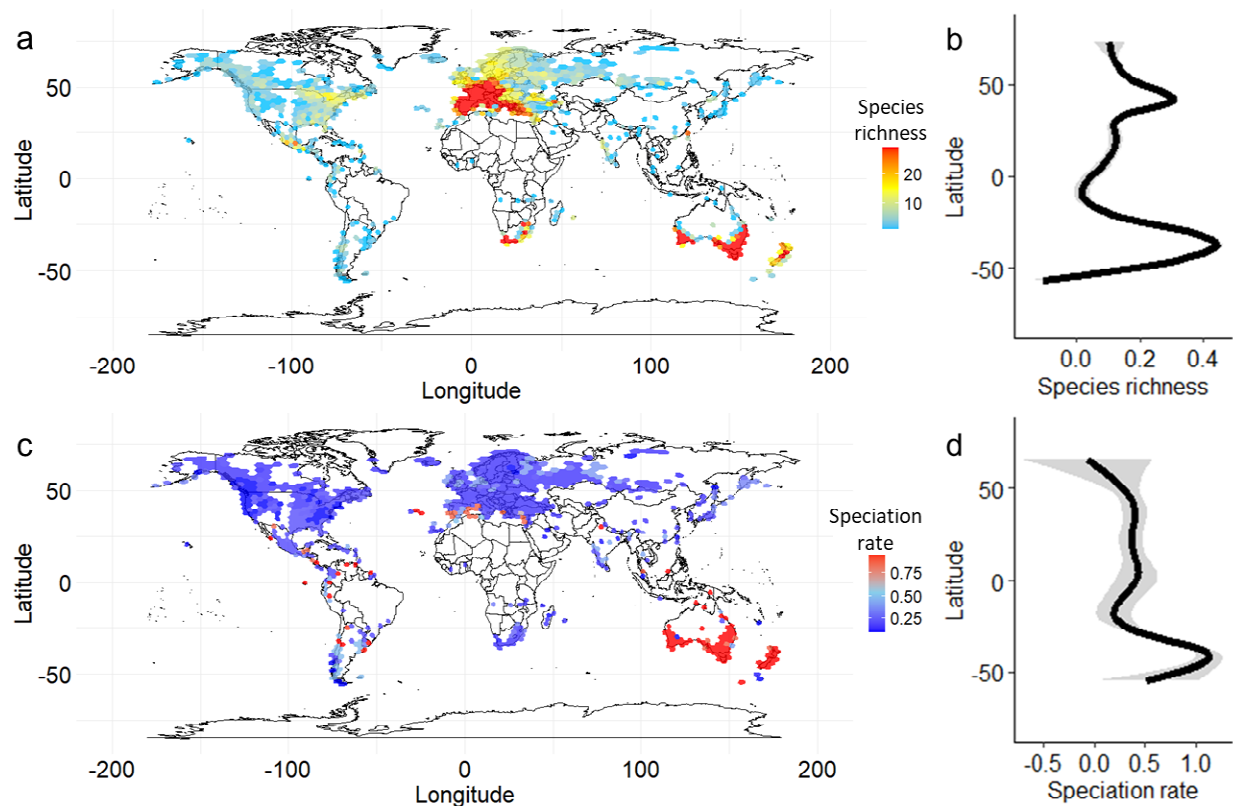 a
Latitude
50
0
-50
-200
-100
0
100
200
Longitude
Species
richness
20
10
b
Latitude
50
0
-50
0.0
0.2
0.4
Species richness
c
Latitude
50
0
-50
-200
-100
0
100
200
Longitude
Speciation
rate
0.75
0.50
0.25
d
Latitude
50
0
-50
-0.5
0.0
0.5
1.0
Speciation rate